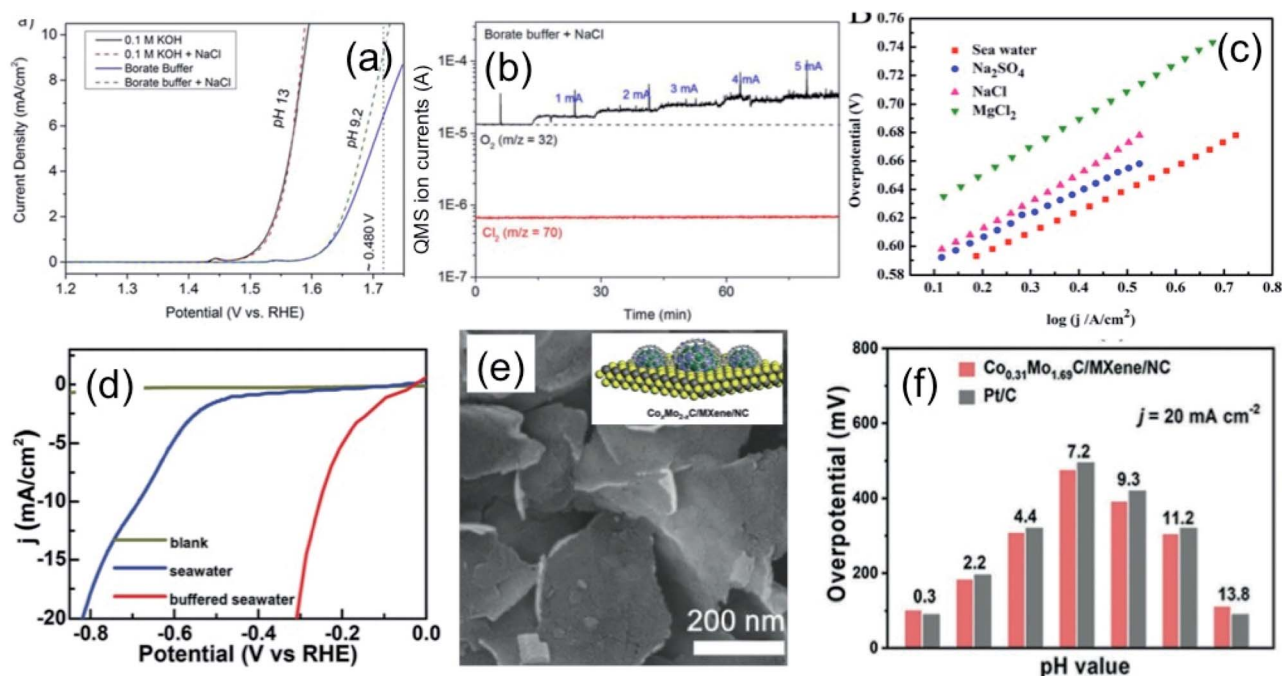 a)
(a)
0.1 M KOH
0.1 M KOH + NaCl
Borate Buffer
Borate buffer + NaCl
pH 13
pH 9.2
~ 0.480 V
Current Density (mA/cm²)
10
8
6
4
2
0
1.2 1.3 1.4 1.5 1.6 1.7
Potential (V vs. RHE)
(b)
Borate buffer + NaCl
1E-4
1E-5
1E-6
1E-7
1 mA 2 mA 3 mA 4 mA 5 mA
O₂ (m/z = 32)
Cl₂ (m/z = 70)
QMS ion currents (A)
0 30 60
Time (min)
B
(c)
Sea water
Na₂SO₄
NaCl
MgCl₂
Overpotential (V)
0.76
0.74
0.72
0.70
0.68
0.66
0.64
0.62
0.60
0.58
0.1 0.2 0.3 0.4 0.5 0.6 0.7 0.8
log (j /A/cm²)
(d)
blank
seawater
buffered seawater
j (mA/cm²)
0
-5
-10
-15
-20
-0.8 -0.6 -0.4 -0.2 0.0
Potential (V vs RHE)
(e)
CoₓMo₂₋ₓC/MXene/NC
200 nm
(f)
Co₀.₃₁Mo₁.₆₉C/MXene/NC
Pt/C
j = 20 mA cm⁻²
Overpotential (mV)
800
600
400
200
0
0.3 2.2 4.4 7.2 9.3 11.2 13.8
pH value